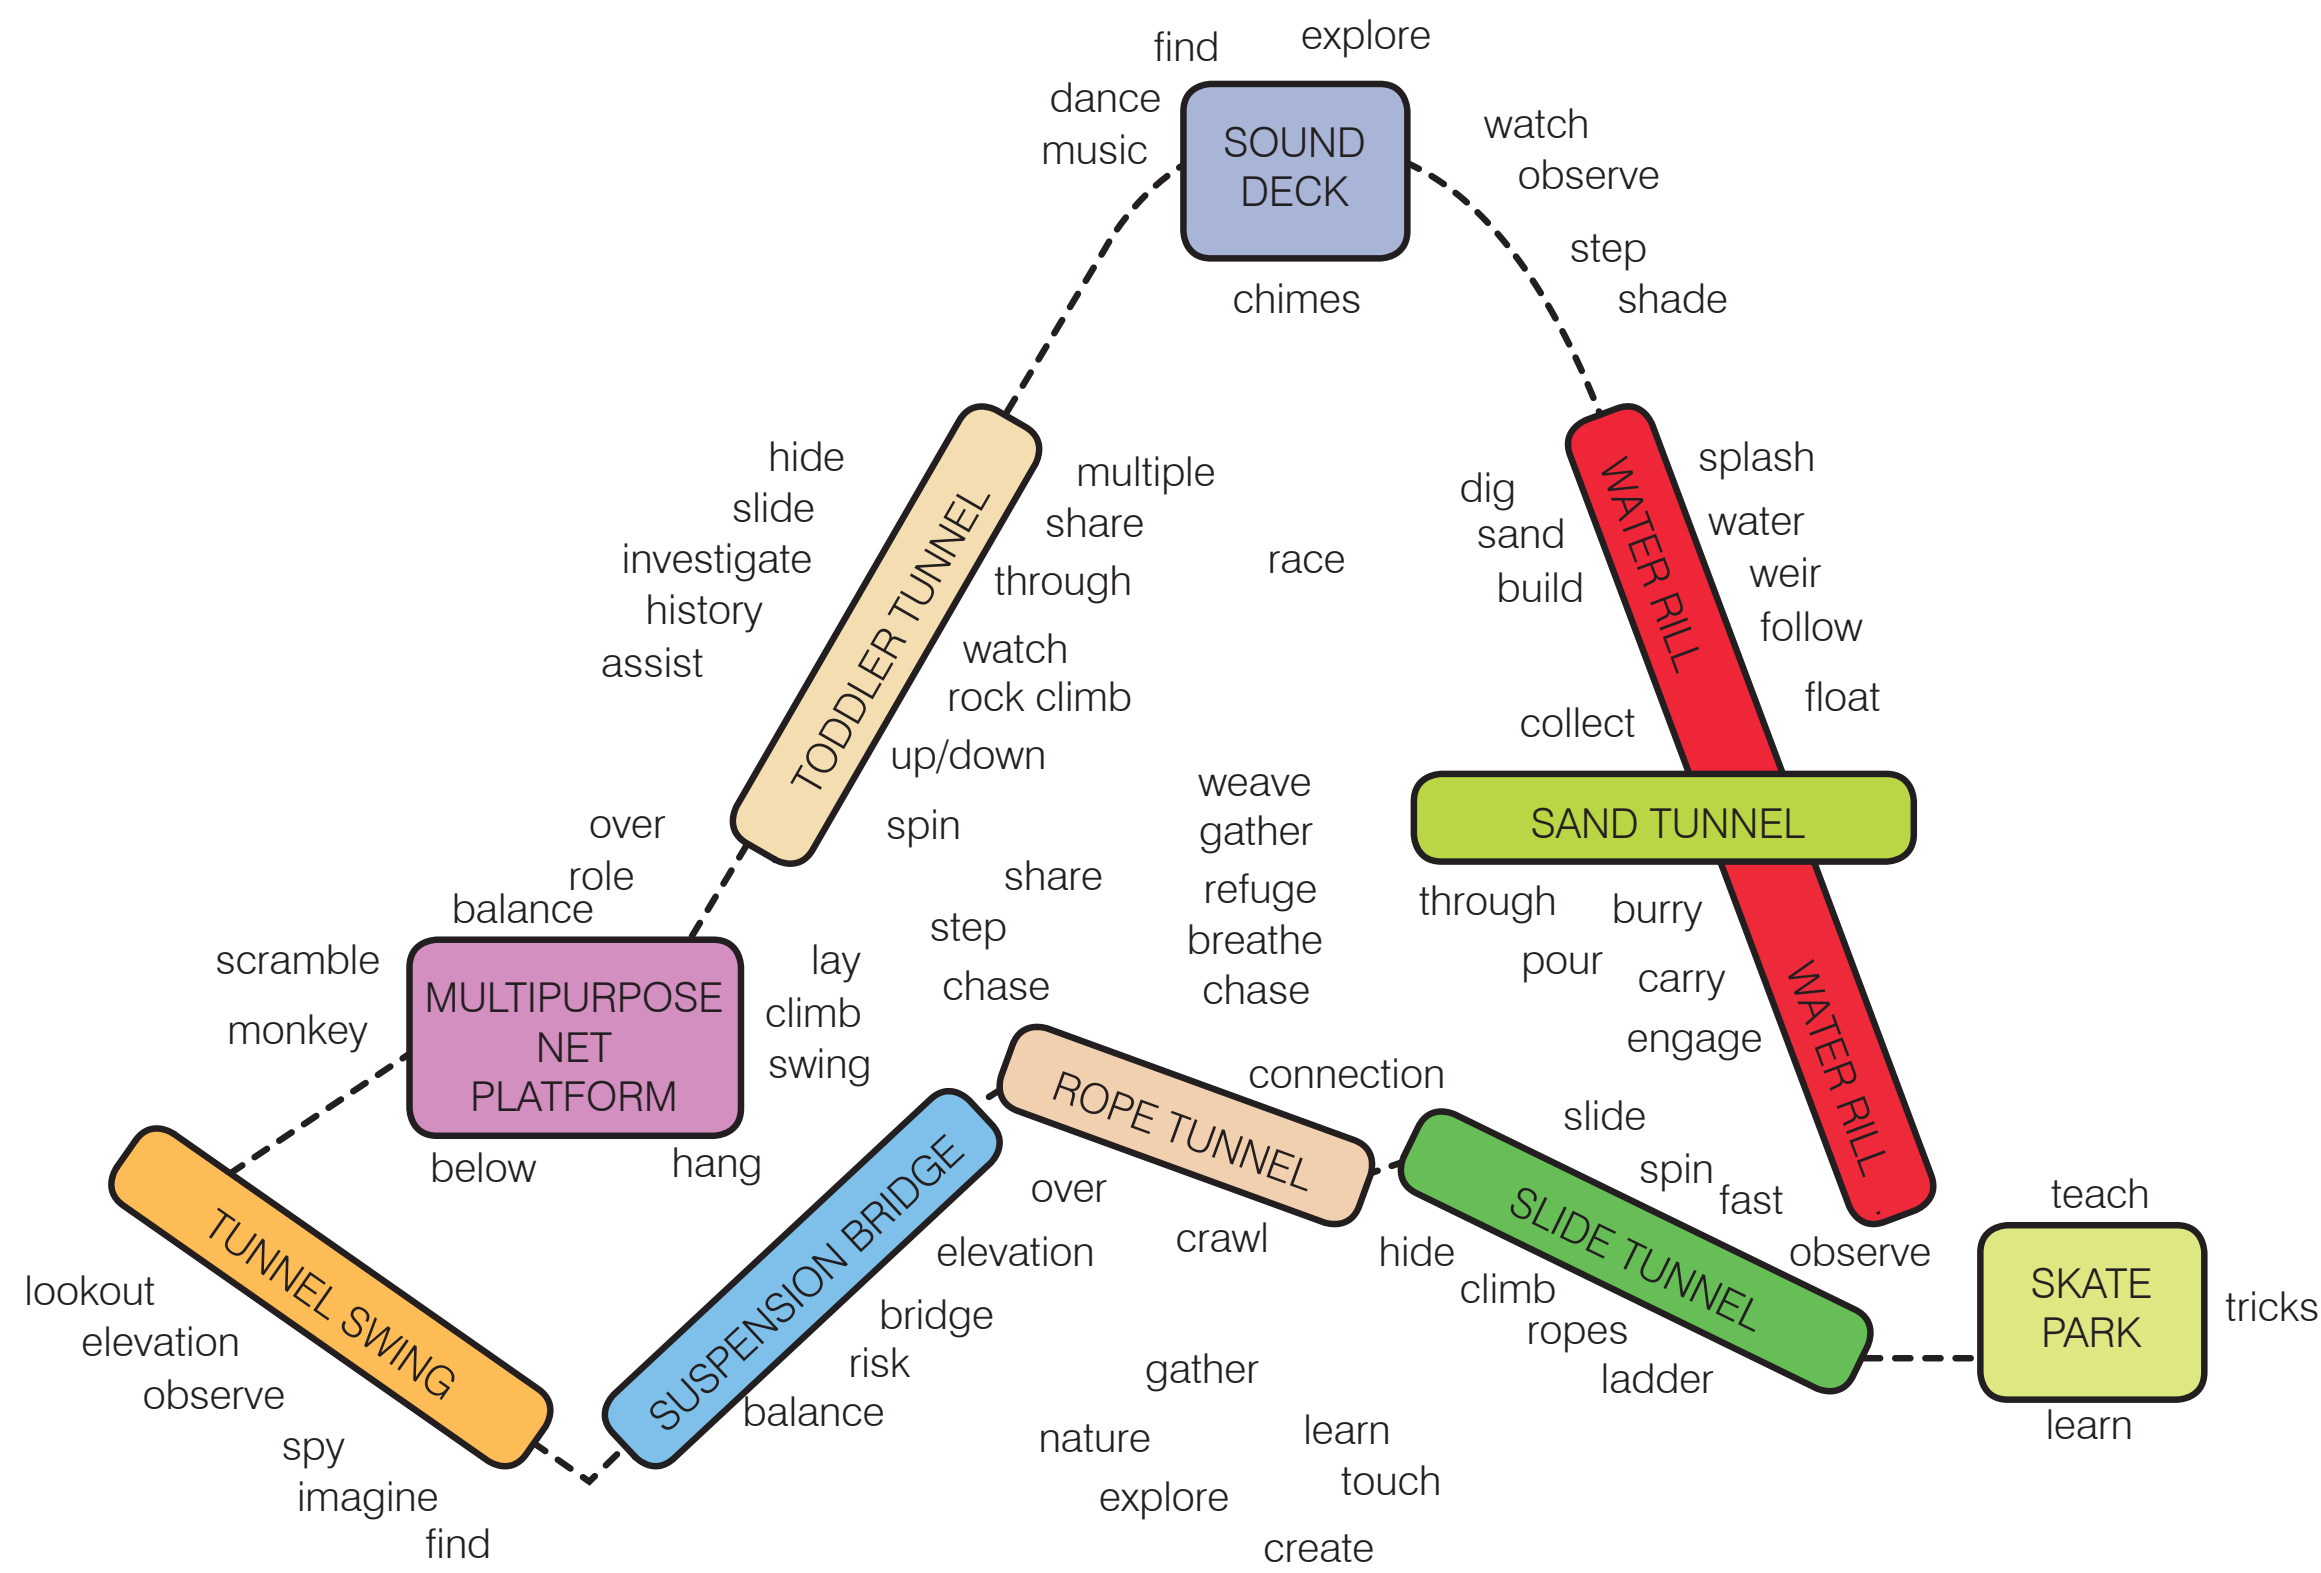 find
explore
dance
music
SOUND
DECK
watch
observe
step
shade
chimes
hide
slide
investigate
history
assist
TODDLER TUNNEL
multiple
share
through
watch
rock climb
up/down
spin
race
dig
sand
build
collect
WATER RILL
splash
water
weir
follow
float
SAND TUNNEL
through
burry
pour
carry
engage
WATER RILL
weave
gather
refuge
breathe
chase
share
step
chase
over
role
balance
scramble
monkey
MULTIPURPOSE
NET
PLATFORM
lay
climb
swing
below
hang
TUNNEL SWING
lookout
elevation
observe
spy
imagine
find
SUSPENSION BRIDGE
over
elevation
bridge
risk
balance
ROPE TUNNEL
connection
crawl
SLIDE TUNNEL
slide
spin
fast
observe
hide
climb
ropes
ladder
teach
SKATE
PARK
tricks
learn
gather
nature
learn
touch
explore
create